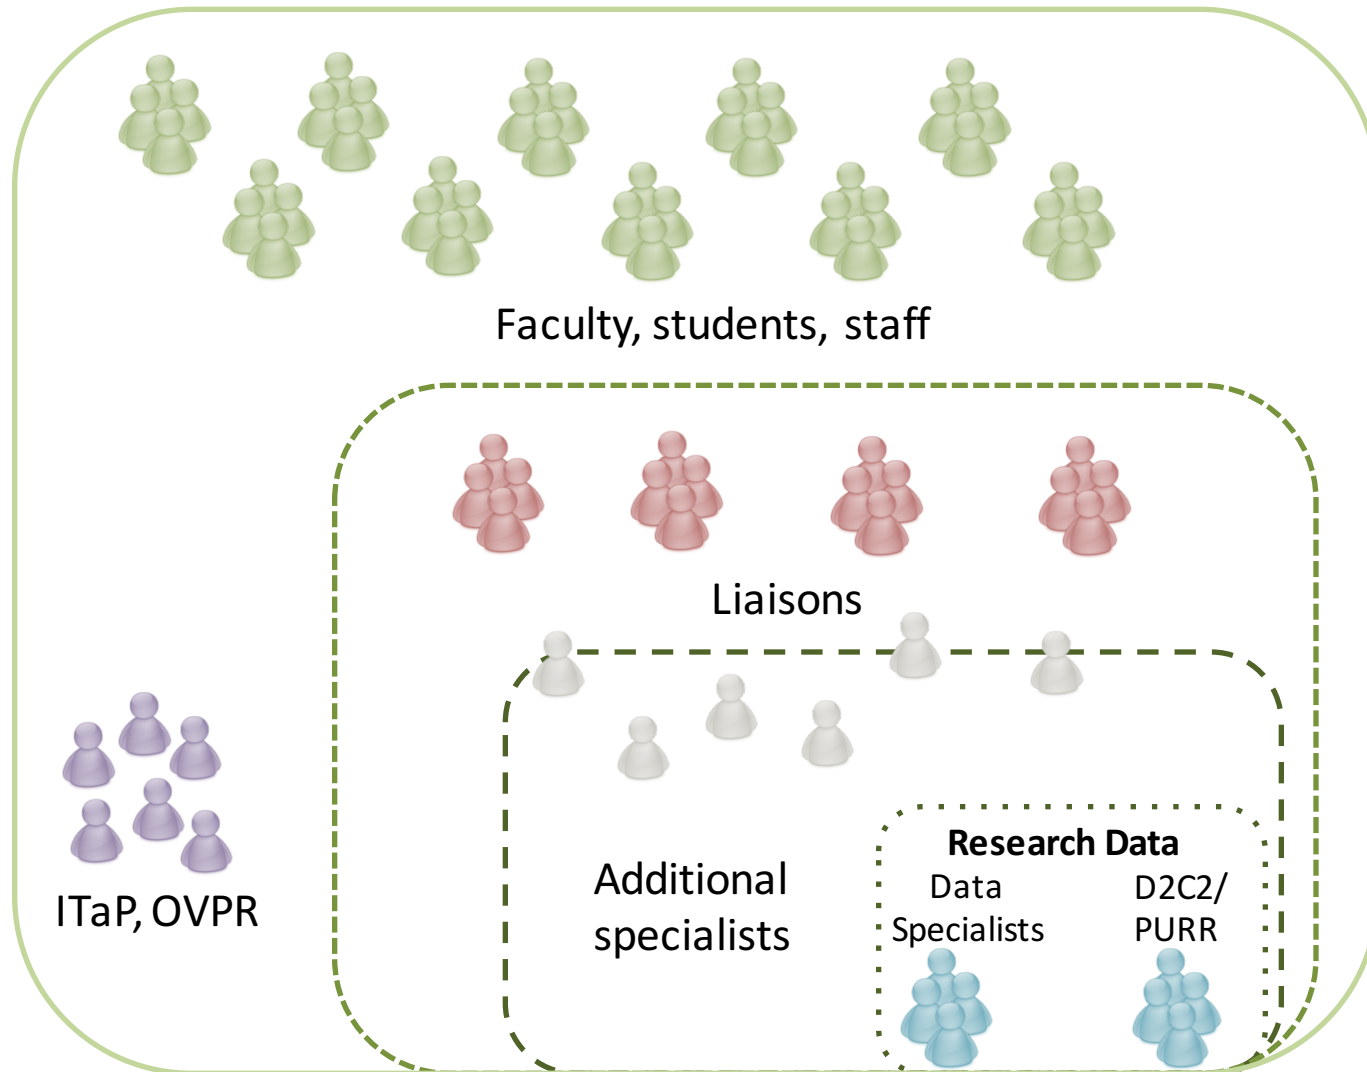 Faculty, students, staff
Liaisons
ITaP, OVPR
Additional
specialists
Research Data
Data
Specialists
D2C2/
PURR